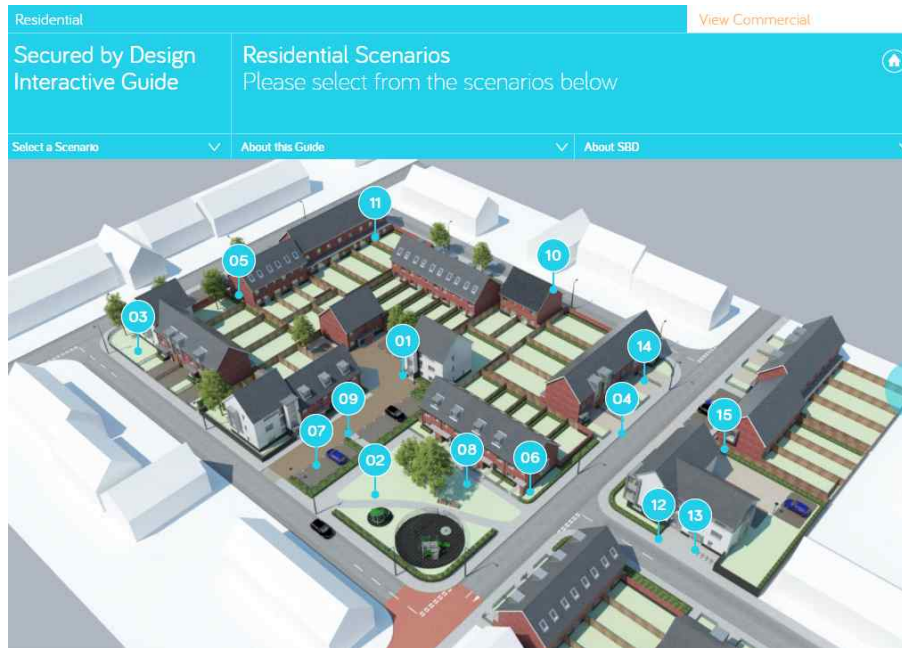 Residential
View Commercial
Secured by Design
Interactive Guide
Residential Scenarios
Please select from the scenarios below
Select a Scenario
About this Guide
About SBD
11
05
10
03
01
14
04
09
15
07
08
06
02
12
13